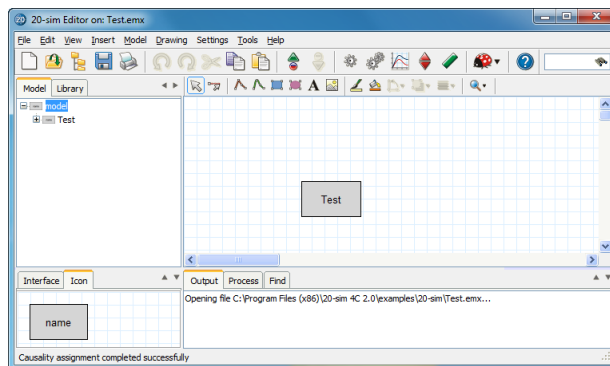 20-sim Editor on: Test.emx
File Edit View Insert Model Drawing Settings Tools Help
Model Library
A
model
Test
Test
Interface Icon
Output Process Find
name
Opening file C:\Program Files (x86)\20-sim 4C 2.0\examples\20-sim\Test.emx...
Causality assignment completed successfully